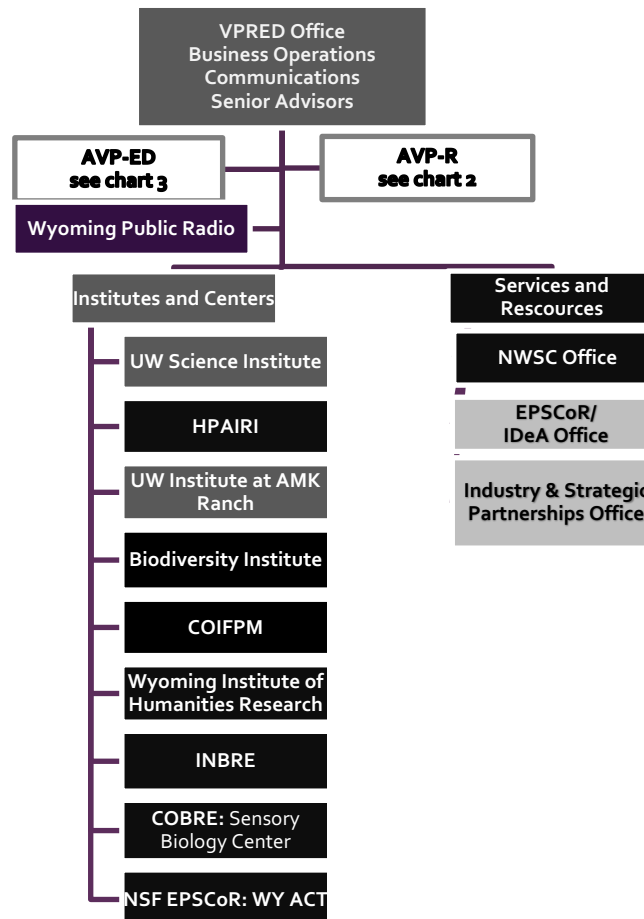 VPRED Office
Business Operations
Communications
Senior Advisors
AVP-ED
see chart 3
AVP-R
see chart 2
Wyoming Public Radio
Institutes and Centers
UW Science Institute
HPAIRI
UW Institute at AMK
Ranch
Biodiversity Institute
COIFPM
Wyoming Institute of
Humanities Research
INBRE
COBRE: Sensory
Biology Center
NSF EPSCoR: WY ACT
Services and
Rescources
NWSC Office
EPSCoR/
IDeA Office
Industry & Strategic
Partnerships Office